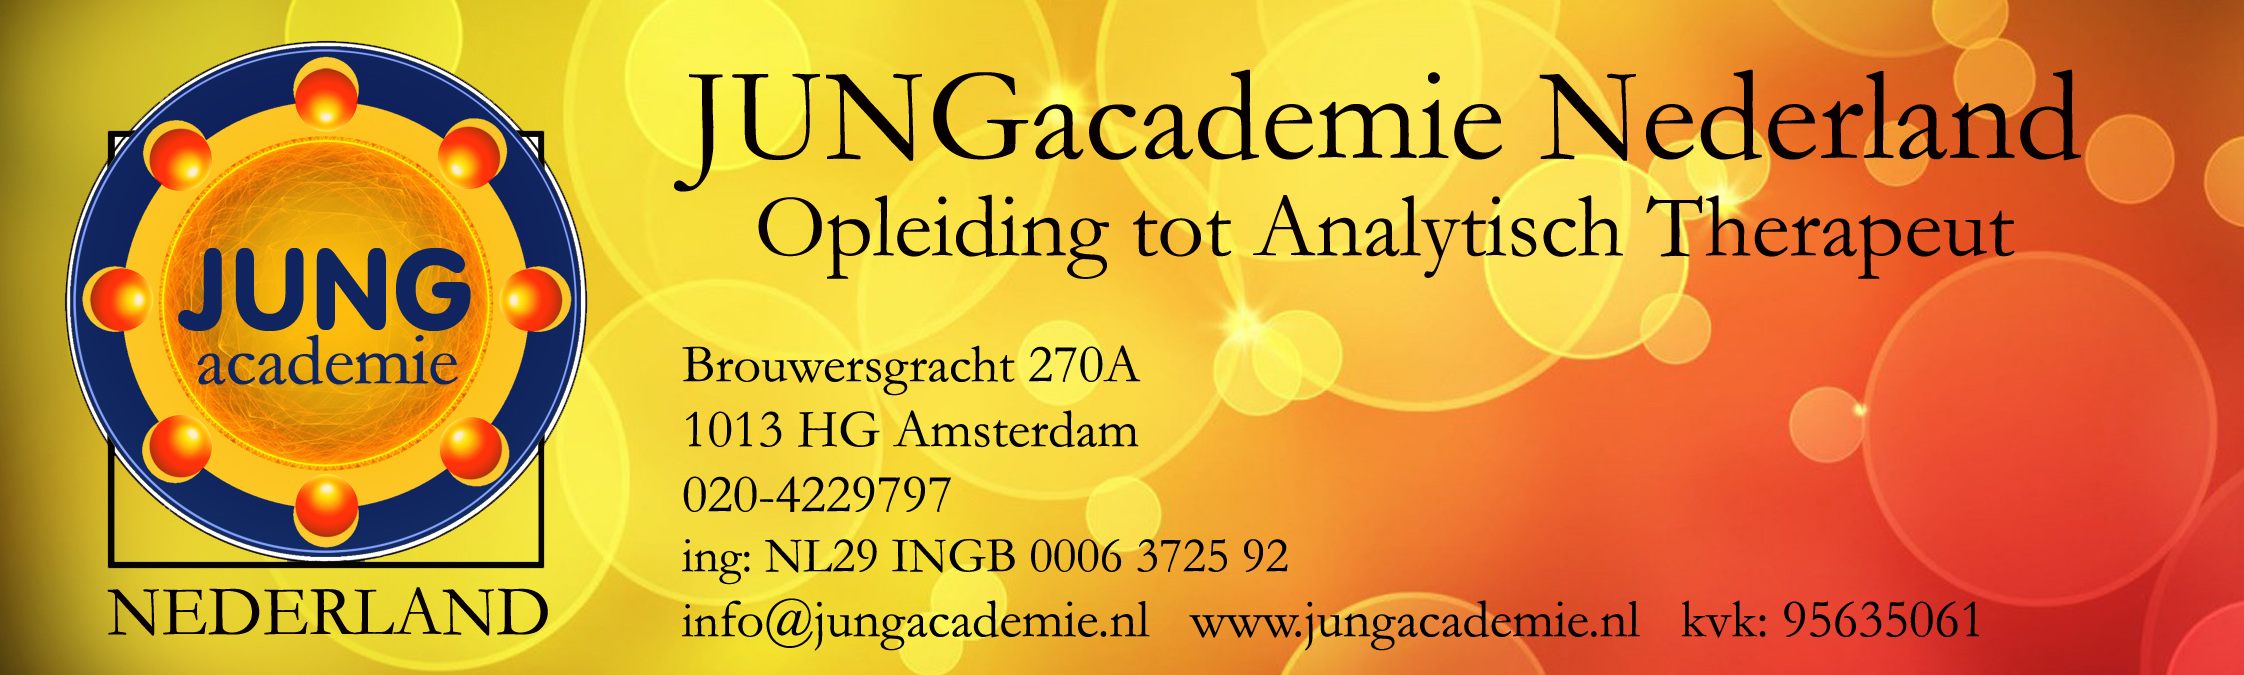 JUNG
academie
NEDERLAND
JUNGacademie Nederland
Opleiding tot Analytisch Therapeut
Brouwersgracht 270A
1013 HG Amsterdam
020-4229797
ing: NL29 INGB 0006 3725 92
info@jungacademie.nl www.jungacademie.nl kvk: 95635061